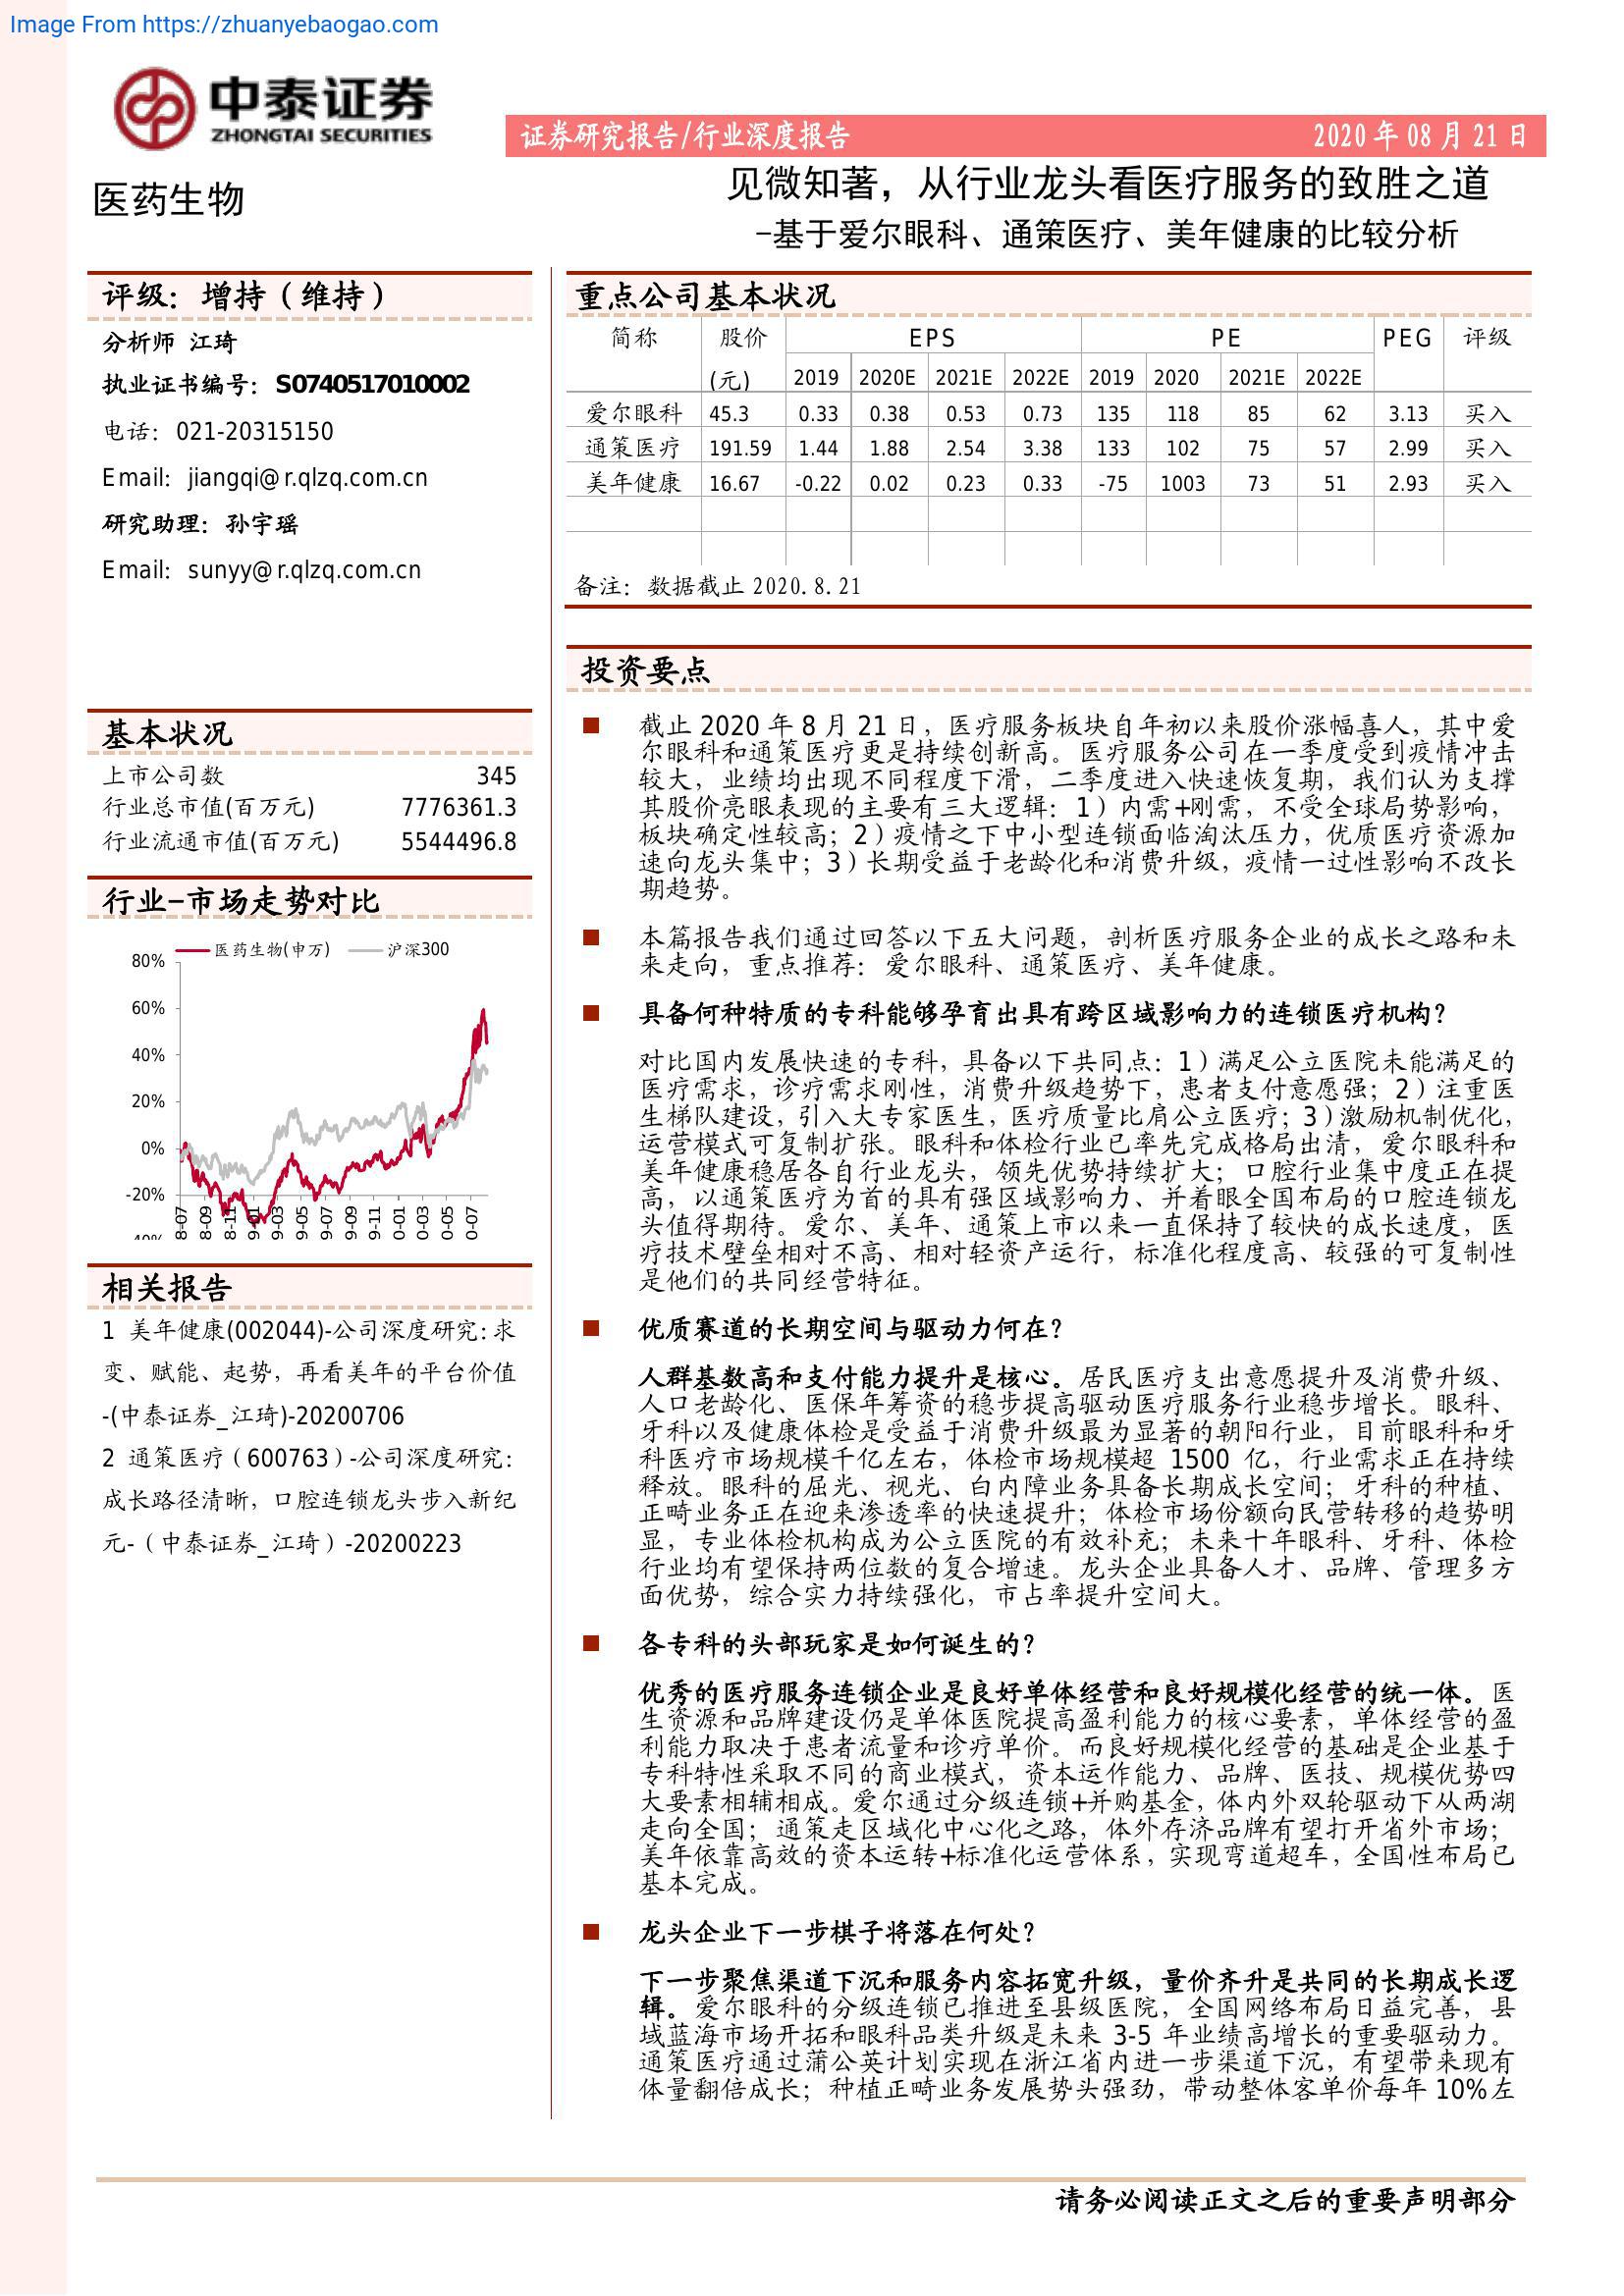 Image From https://zhuanyebaogao.com
中泰证券
ZHONGTAI SECURITIES
证券研究报告/行业深度报告 2020 年 08 月 21 日
医药生物
见微知著，从行业龙头看医疗服务的致胜之道
-基于爱尔眼科、通策医疗、美年健康的比较分析
评级：增持（维持）
分析师 江琦
执业证书编号：S0740517010002
电话：021-20315150
Email：jiangqi@r.qlzq.com.cn
研究助理：孙宇瑶
Email：sunyy@r.qlzq.com.cn
基本状况
上市公司数 345
行业总市值(百万元) 7776361.3
行业流通市值(百万元) 5544496.8
行业-市场走势对比
医药生物(申万) 沪深300
80%
60%
40%
20%
0%
-20%
8-07 8-09 8-11 9-01 9-03 9-05 9-07 9-09 9-11 0-01 0-03 0-05 0-07
相关报告
1 美年健康(002044)-公司深度研究:求
变、赋能、起势，再看美年的平台价值
-(中泰证券_江琦)-20200706
2 通策医疗（600763）-公司深度研究：
成长路径清晰，口腔连锁龙头步入新纪
元-（中泰证券_江琦）-20200223
重点公司基本状况
简称 股价 EPS PE PEG 评级
(元) 2019 2020E 2021E 2022E 2019 2020 2021E 2022E
爱尔眼科 45.3 0.33 0.38 0.53 0.73 135 118 85 62 3.13 买入
通策医疗 191.59 1.44 1.88 2.54 3.38 133 102 75 57 2.99 买入
美年健康 16.67 -0.22 0.02 0.23 0.33 -75 1003 73 51 2.93 买入
备注：数据截止 2020.8.21
投资要点
截止 2020 年 8 月 21 日，医疗服务板块自年初以来股价涨幅喜人，其中爱
尔眼科和通策医疗更是持续创新高。医疗服务公司在一季度受到疫情冲击
较大，业绩均出现不同程度下滑，二季度进入快速恢复期，我们认为支撑
其股价亮眼表现的主要有三大逻辑：1）内需+刚需，不受全球局势影响，
板块确定性较高；2）疫情之下中小型连锁面临淘汰压力，优质医疗资源加
速向龙头集中；3）长期受益于老龄化和消费升级，疫情一过性影响不改长
期趋势。
本篇报告我们通过回答以下五大问题，剖析医疗服务企业的成长之路和未
来走向，重点推荐：爱尔眼科、通策医疗、美年健康。
具备何种特质的专科能够孕育出具有跨区域影响力的连锁医疗机构？
对比国内发展快速的专科，具备以下共同点：1）满足公立医院未能满足的
医疗需求，诊疗需求刚性，消费升级趋势下，患者支付意愿强；2）注重医
生梯队建设，引入大专家医生，医疗质量比肩公立医疗；3）激励机制优化，
运营模式可复制扩张。眼科和体检行业已率先完成格局出清，爱尔眼科和
美年健康稳居各自行业龙头，领先优势持续扩大；口腔行业集中度正在提
高，以通策医疗为首的具有强区域影响力、并着眼全国布局的口腔连锁龙
头值得期待。爱尔、美年、通策上市以来一直保持了较快的成长速度，医
疗技术壁垒相对不高、相对轻资产运行，标准化程度高、较强的可复制性
是他们的共同经营特征。
优质赛道的长期空间与驱动力何在？
人群基数高和支付能力提升是核心。居民医疗支出意愿提升及消费升级、
人口老龄化、医保年筹资的稳步提高驱动医疗服务行业稳步增长。眼科、
牙科以及健康体检是受益于消费升级最为显著的朝阳行业，目前眼科和牙
科医疗市场规模千亿左右，体检市场规模超 1500 亿，行业需求正在持续
释放。眼科的屈光、视光、白内障业务具备长期成长空间；牙科的种植、
正畸业务正在迎来渗透率的快速提升；体检市场份额向民营转移的趋势明
显，专业体检机构成为公立医院的有效补充；未来十年眼科、牙科、体检
行业均有望保持两位数的复合增速。龙头企业具备人才、品牌、管理多方
面优势，综合实力持续强化，市占率提升空间大。
各专科的头部玩家是如何诞生的？
优秀的医疗服务连锁企业是良好单体经营和良好规模化经营的统一体。医
生资源和品牌建设仍是单体医院提高盈利能力的核心要素，单体经营的盈
利能力取决于患者流量和诊疗单价。而良好规模化经营的基础是企业基于
专科特性采取不同的商业模式，资本运作能力、品牌、医技、规模优势四
大要素相辅相成。爱尔通过分级连锁+并购基金，体内外双轮驱动下从两湖
走向全国；通策走区域化中心化之路，体外存济品牌有望打开省外市场；
美年依靠高效的资本运转+标准化运营体系，实现弯道超车，全国性布局已
基本完成。
龙头企业下一步棋子将落在何处？
下一步聚焦渠道下沉和服务内容拓宽升级，量价齐升是共同的长期成长逻
辑。爱尔眼科的分级连锁已推进至县级医院，全国网络布局日益完善，县
域蓝海市场开拓和眼科品类升级是未来 3-5 年业绩高增长的重要驱动力。
通策医疗通过蒲公英计划实现在浙江省内进一步渠道下沉，有望带来现有
体量翻倍成长；种植正畸业务发展势头强劲，带动整体客单价每年 10%左
请务必阅读正文之后的重要声明部分